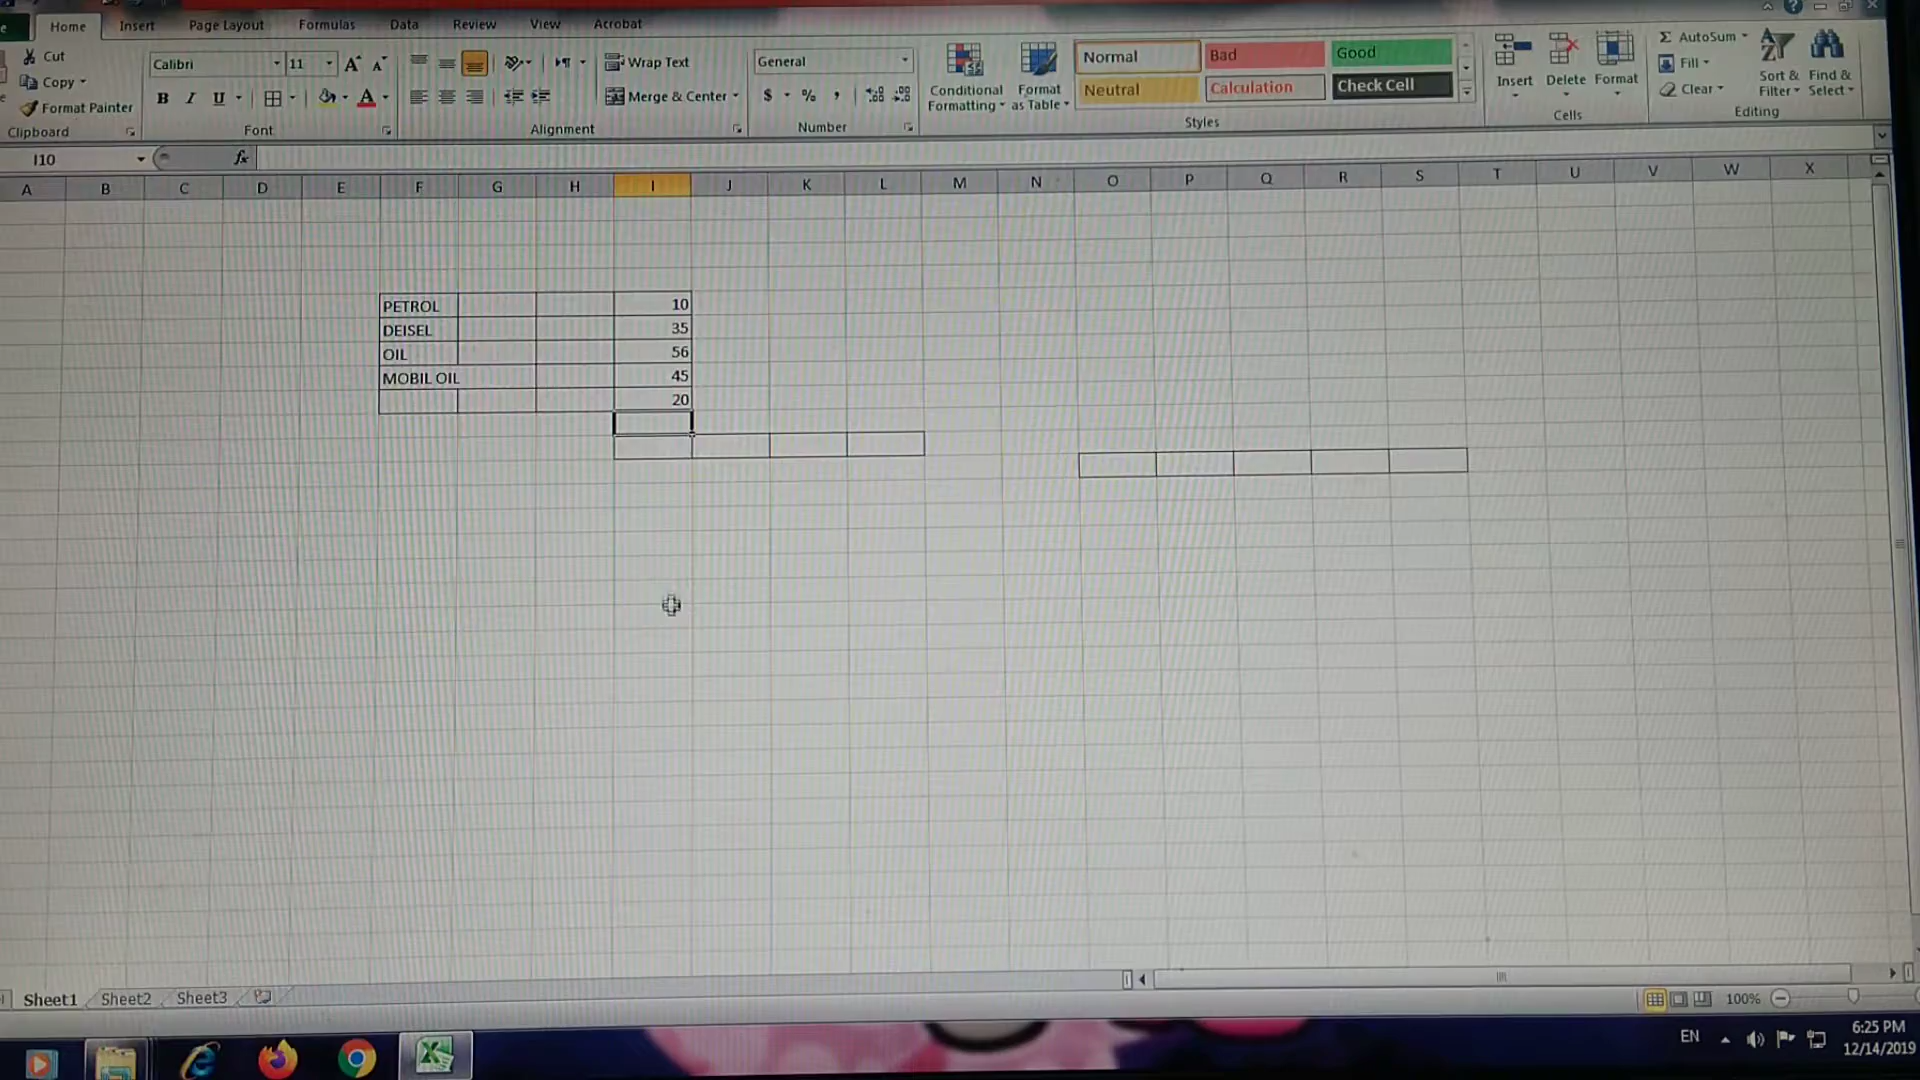 Home Insert Page Layout Formulas Data Review View Acrobat
Cut
Copy
Format Painter
Clipboard
Calibri 11
B I U
Font
Wrap Text
Merge & Center
Alignment
General
$ % ,
Number
Conditional Formatting
Format as Table
Normal Bad Good
Neutral Calculation Check Cell
Styles
Insert Delete Format
Cells
Σ AutoSum
Fill
Clear
Sort & Filter
Find & Select
Editing
I10 fx
A B C D E F G H I J K L M N O P Q R S T U V W X
PETROL 10
DEISEL 35
OIL 56
MOBIL OIL 45
20
Sheet1 Sheet2 Sheet3
100%
EN
6:25 PM
12/14/2019